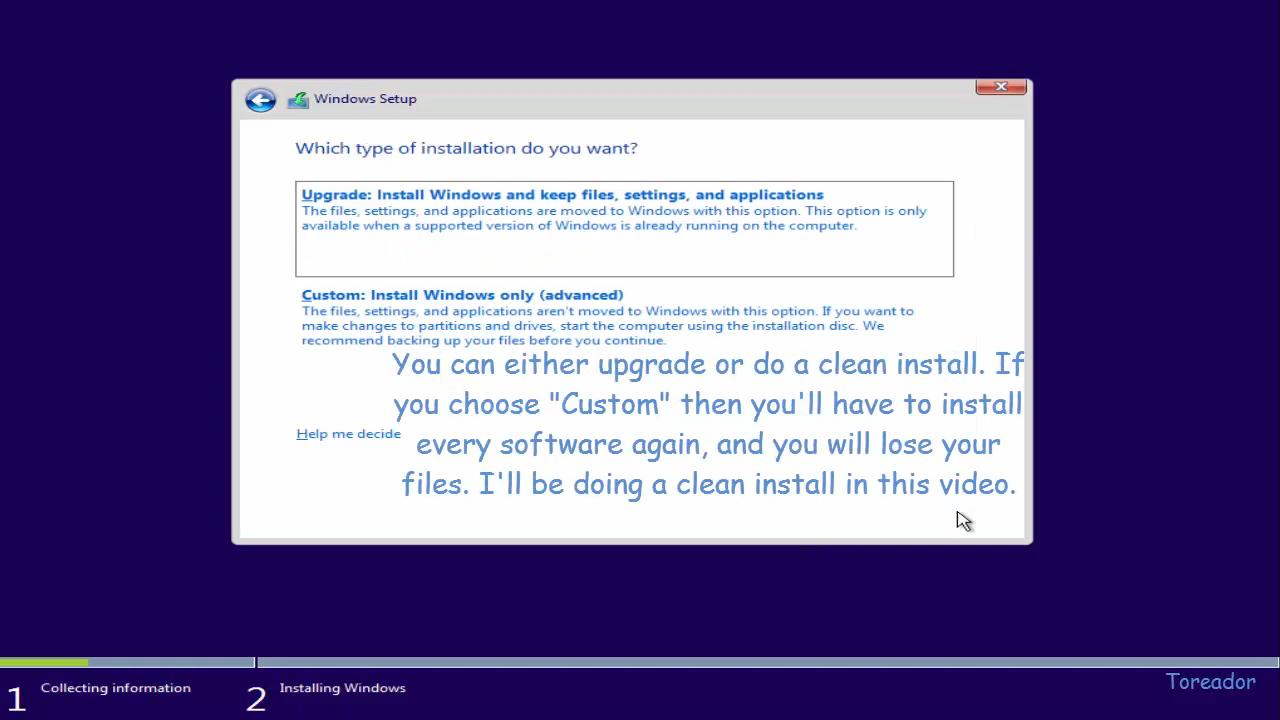 Windows Setup
Which type of installation do you want?
Upgrade: Install Windows and keep files, settings, and applications
The files, settings, and applications are moved to Windows with this option. This option is only
available when a supported version of Windows is already running on the computer.
Custom: Install Windows only (advanced)
The files, settings, and applications aren't moved to Windows with this option. If you want to
make changes to partitions and drives, start the computer using the installation disc. We
recommend backing up your files before you continue.
You can either upgrade or do a clean install. If
you choose "Custom" then you'll have to install
Help me decide
every software again, and you will lose your
files. I'll be doing a clean install in this video.
1 Collecting information
2 Installing Windows
Toreador